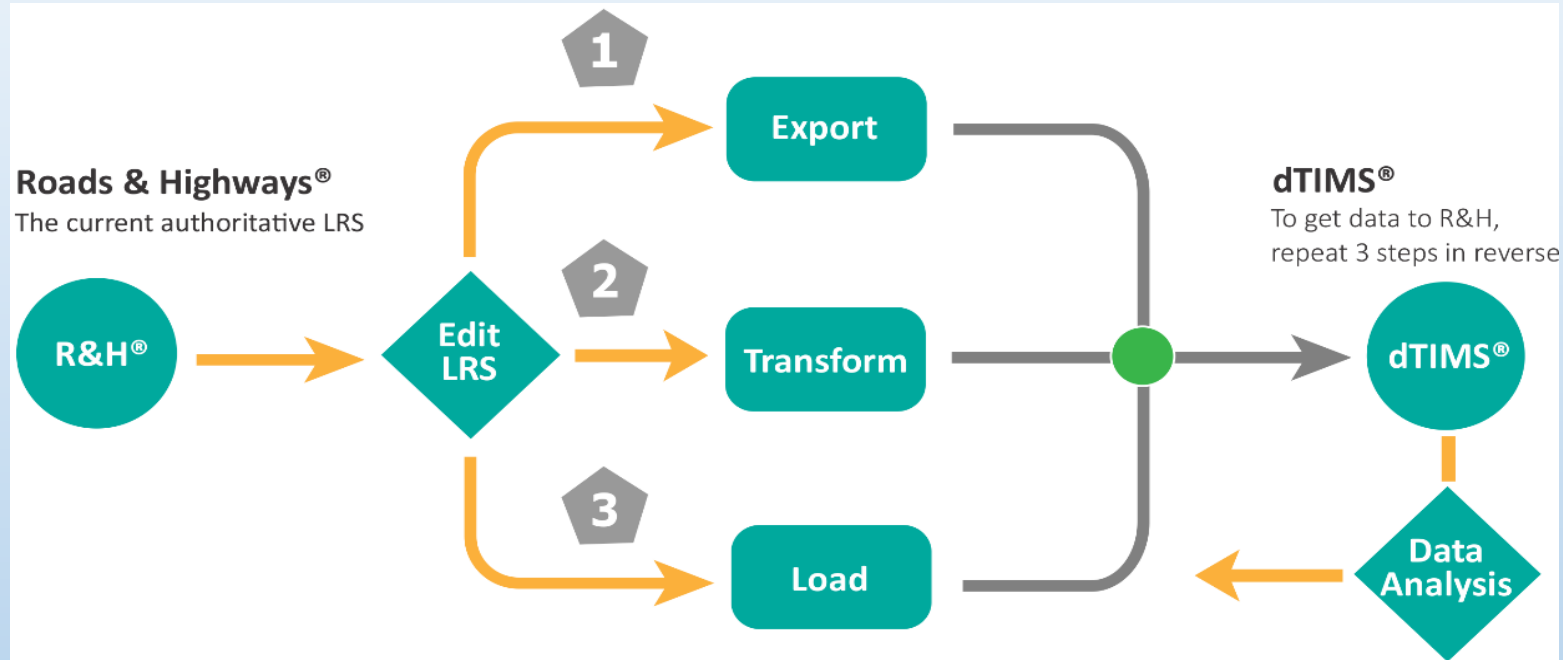 1
Export
Roads & Highways®
The current authoritative LRS
dTIMS®
To get data to R&H,
repeat 3 steps in reverse
R&H®
Edit
LRS
2
Transform
dTIMS®
3
Load
Data
Analysis